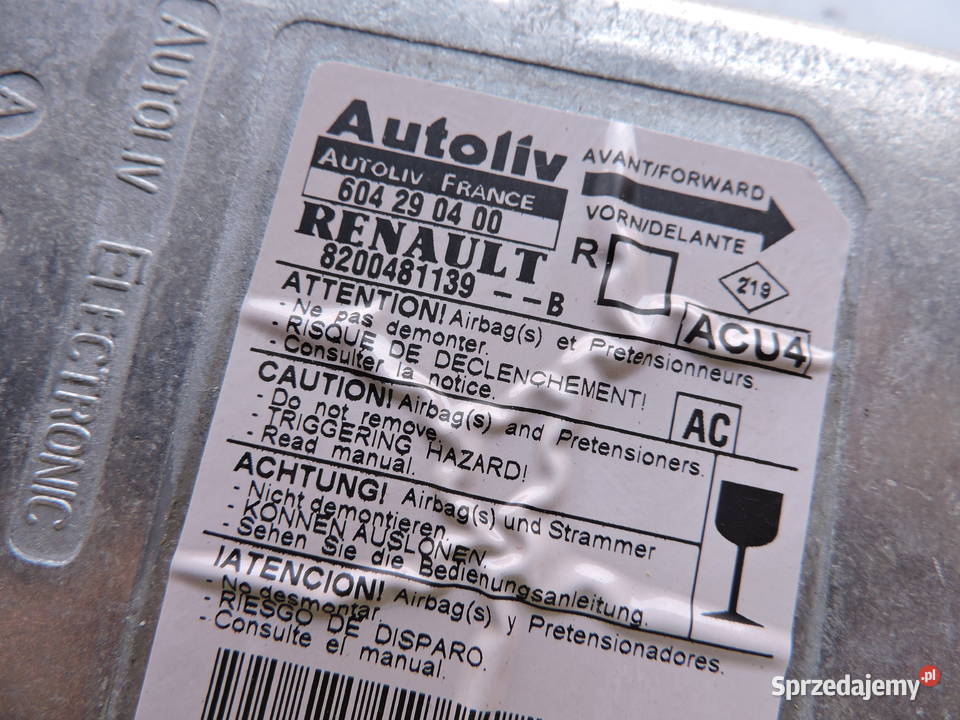 A
AUTOLIV ELECTRONIC
Autoliv
AUTOLIV FRANCE
604 29 04 00
RENAULT
8200481139 --B
AVANT/FORWARD
VORN/DELANTE
R
219
ACU4
ATTENTION! Airbag(s) et Pretensionneurs.
- Ne pas demonter.
- RISQUE DE DECLENCHEMENT!
- Consulter la notice.
AC
CAUTION! Airbag(s) and Pretensioners.
- Do not remove.
- TRIGGERING HAZARD!
- Read manual.
ACHTUNG! Airbag(s) und Strammer
- Nicht demontieren.
- KONNEN AUSLONEN.
- Sehen Sie die Bedienungsanleitung.
IATENCION! Airbag(s) y Pretensionadores.
- No desmontar.
- RIESGO DE DISPARO.
- Consulte el manual.
Sprzedajemy.pl